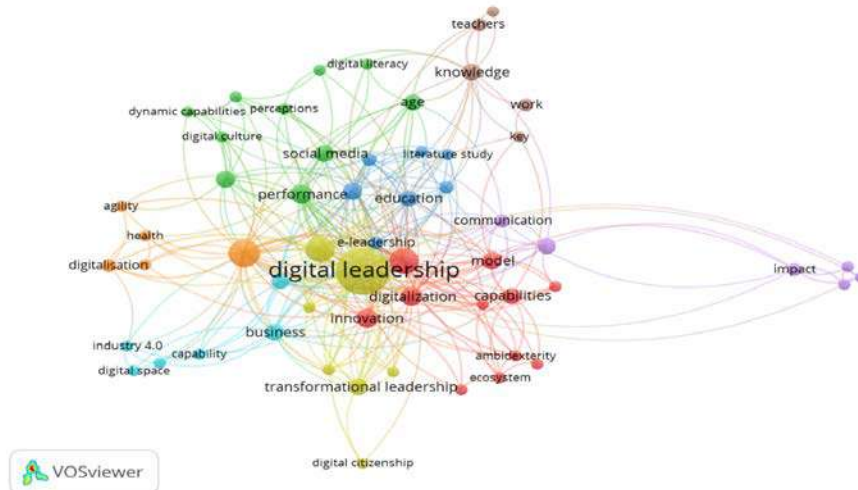 teachers
digital literacy
knowledge
age
work
dynamic capabilities
perceptions
digital culture
key
social media
literature study
performance
education
agility
communication
health
e-leadership
digitalisation
digital leadership
model
impact
digitalization
capabilities
innovation
business
industry 4.0
capability
ambidexterity
digital space
ecosystem
transformational leadership
digital citizenship
VOSviewer